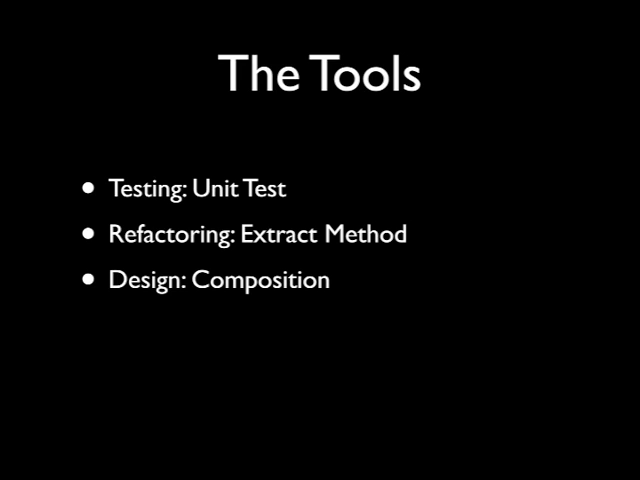 The Tools
• Testing: Unit Test
• Refactoring: Extract Method
• Design: Composition